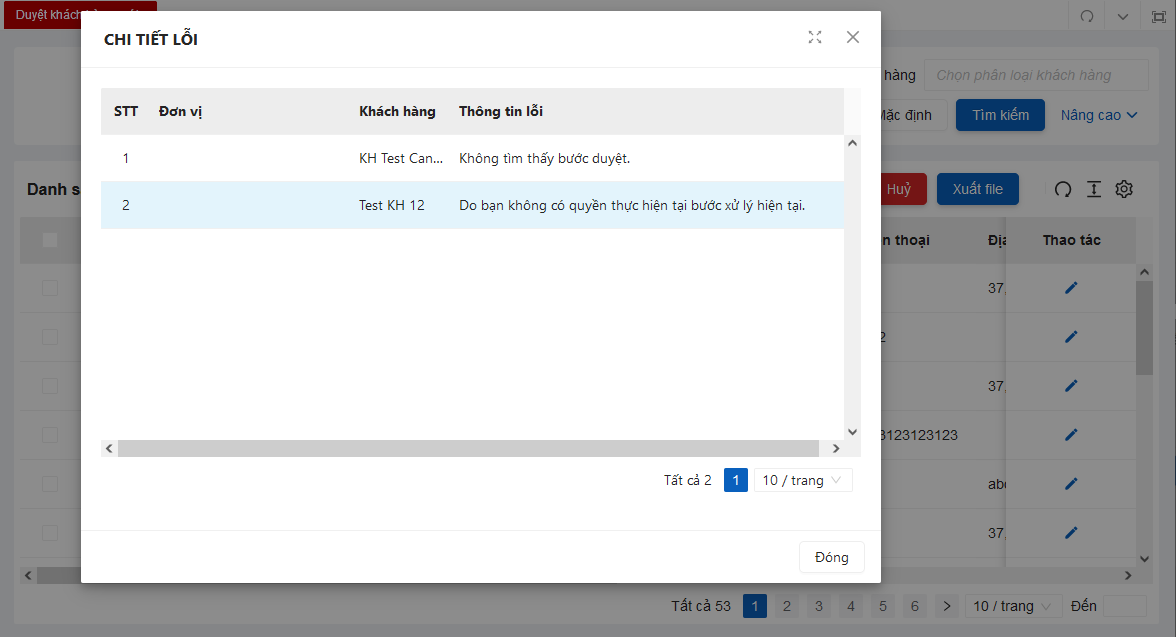 Duyệt khách
CHI TIẾT LỖI
hàng
Chọn phân loại khách hàng
Mặc định
Tìm kiếm
Nâng cao
STT Đơn vị Khách hàng Thông tin lỗi
1 KH Test Can... Không tìm thấy bước duyệt.
2 Test KH 12 Do bạn không có quyền thực hiện tại bước xử lý hiện tại.
Tất cả 2 1 10 / trang
Đóng
Danh s
Huỷ
Xuất file
n thoại Địa Thao tác
37,
2
37,
3123123123
abc
37,
Tất cả 53 1 2 3 4 5 6 10 / trang Đến